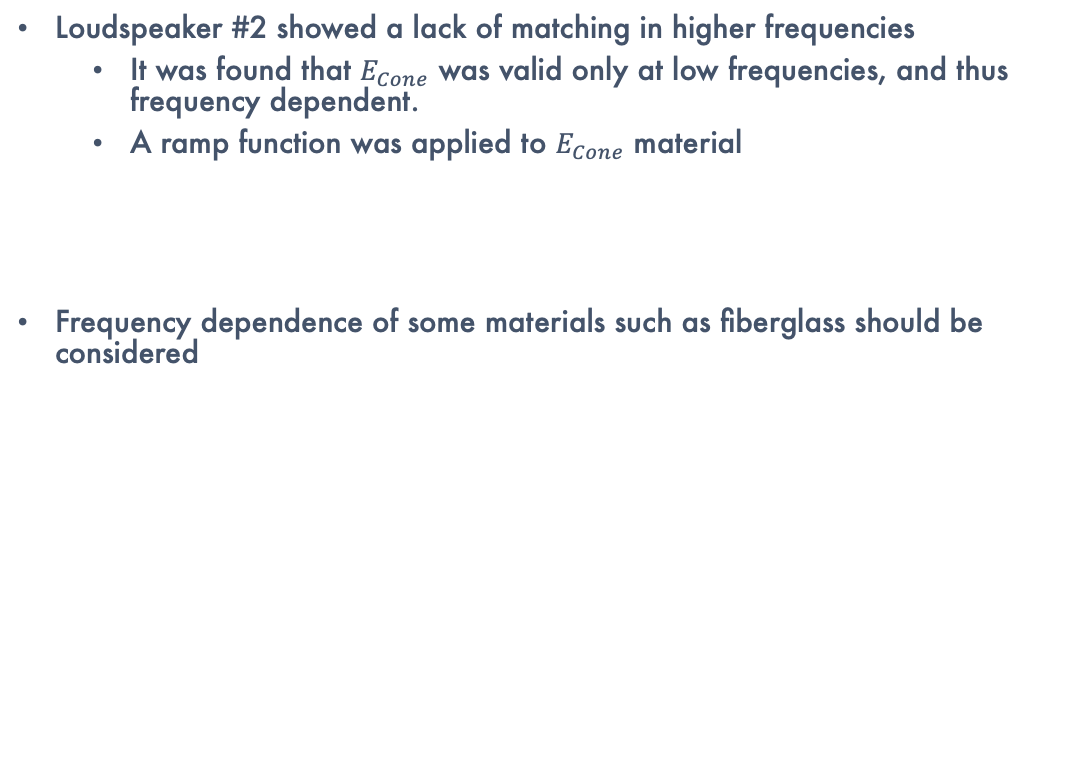 • Loudspeaker #2 showed a lack of matching in higher frequencies
• It was found that E_Cone was valid only at low frequencies, and thus
frequency dependent.
• A ramp function was applied to E_Cone material
• Frequency dependence of some materials such as fiberglass should be
considered